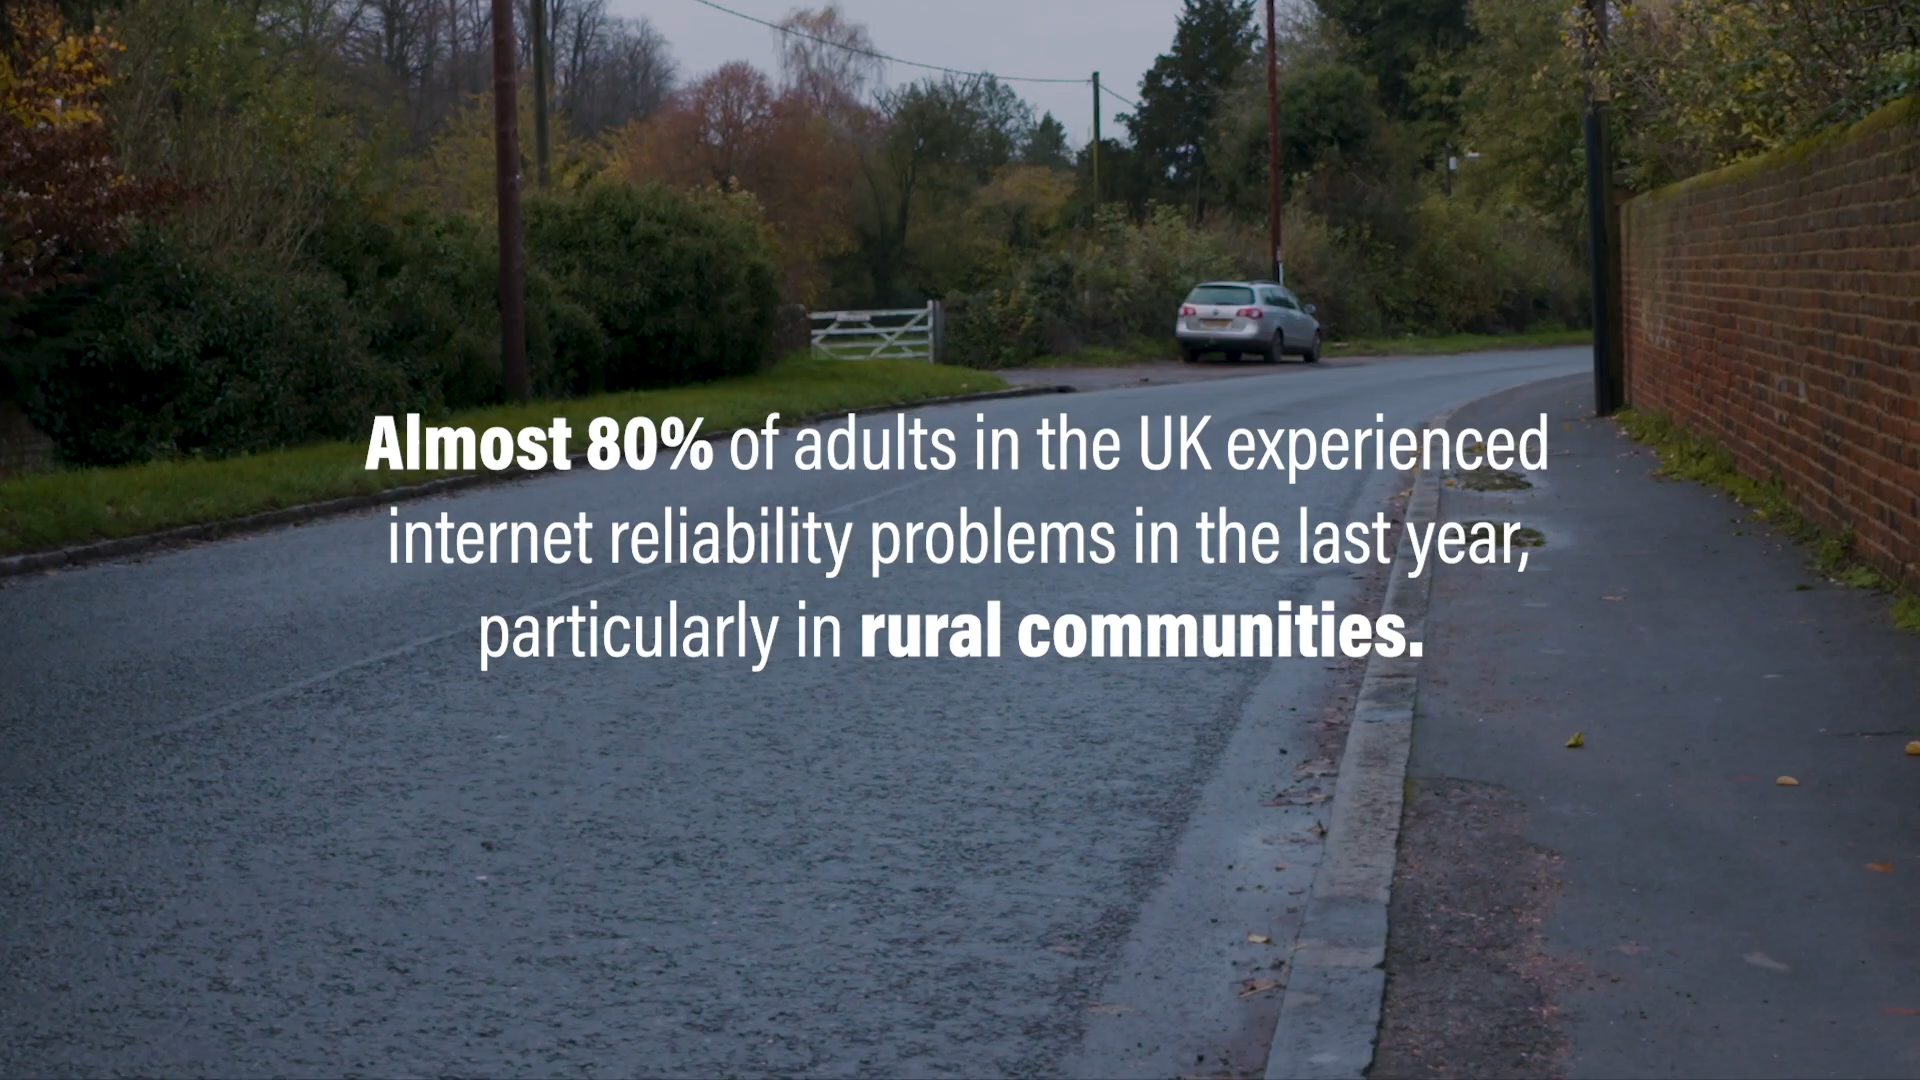 Almost 80% of adults in the UK experienced
internet reliability problems in the last year,
particularly in rural communities.